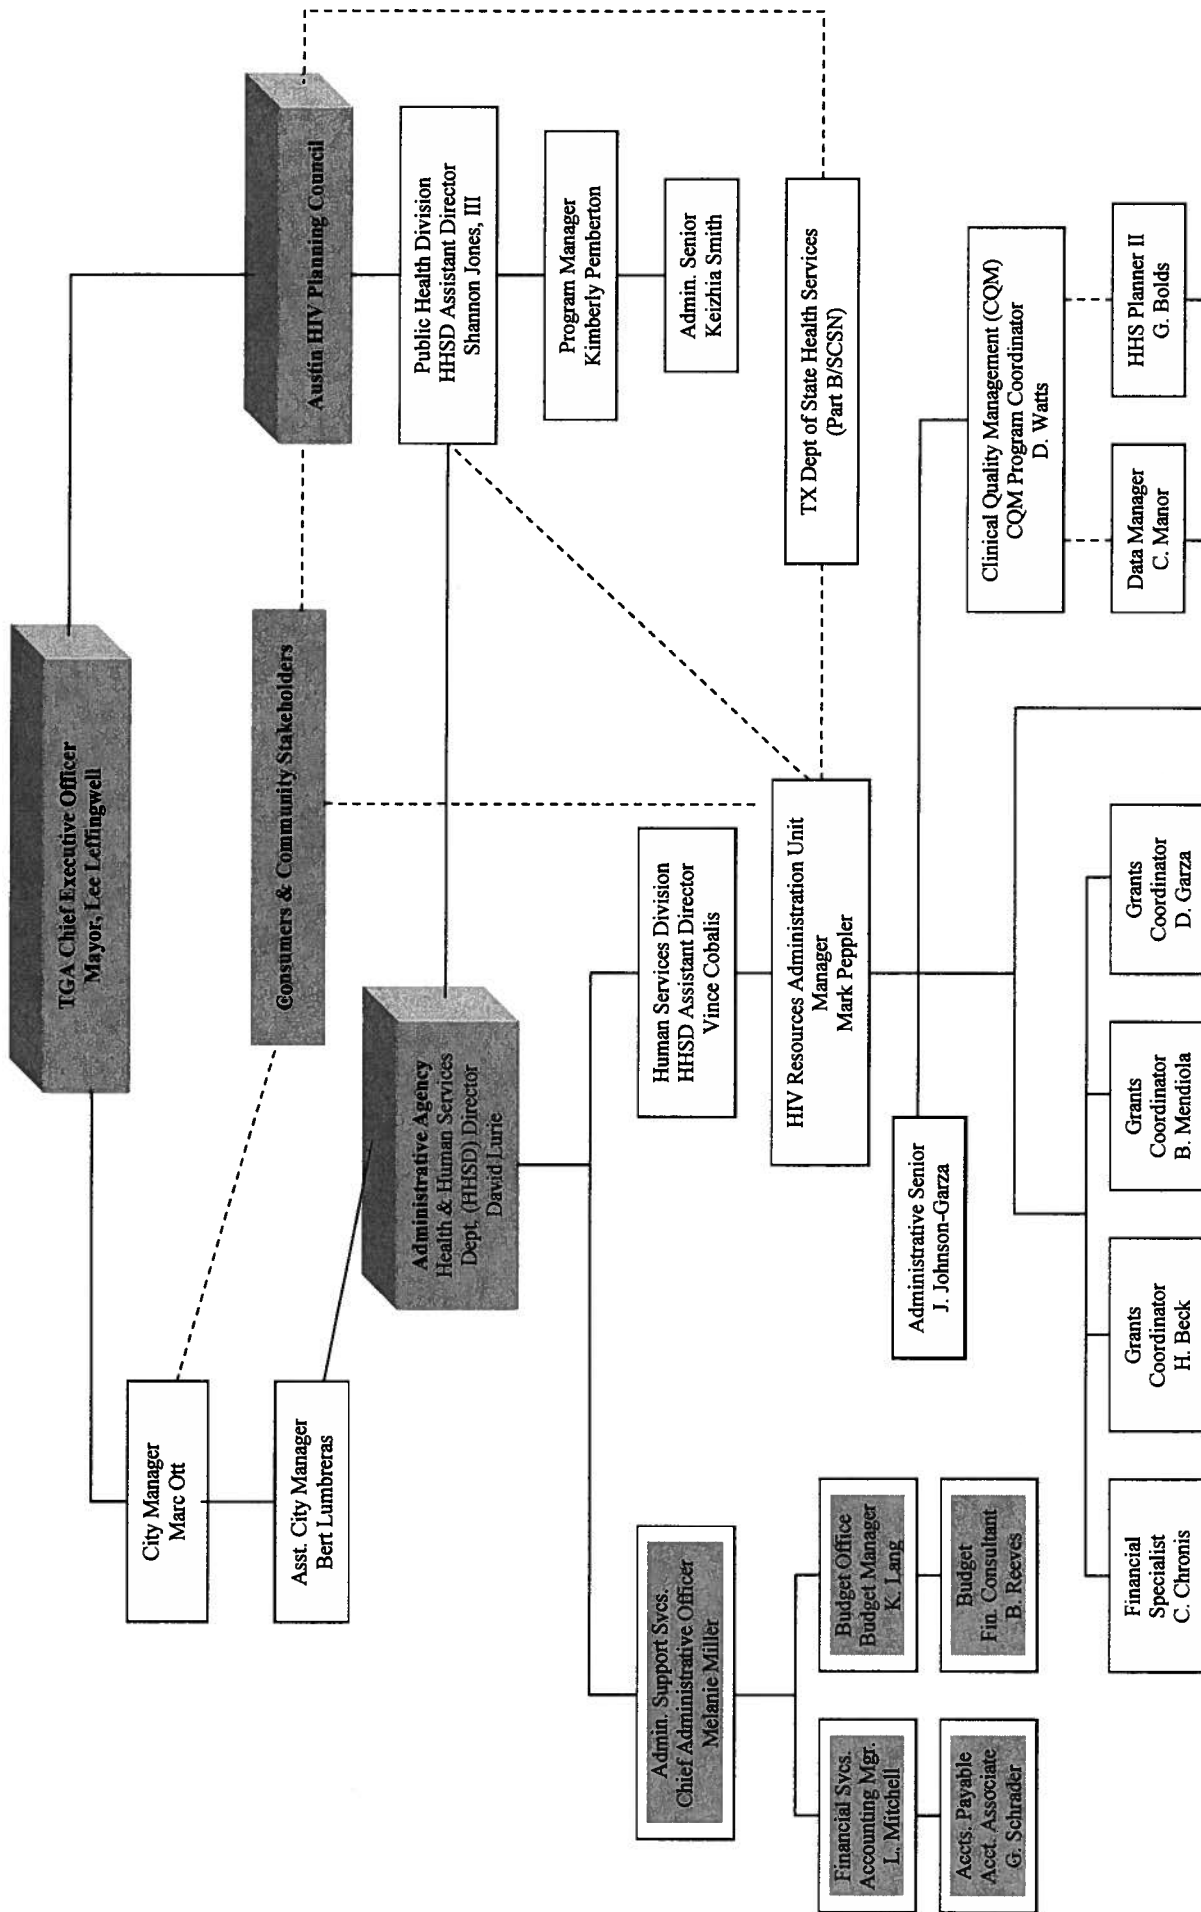 TGA Chief Executive Officer
Mayor, Lee Leffingwell
City Manager
Marc Ott
Asst. City Manager
Bert Lumbreras
Consumers & Community Stakeholders
Austin HIV Planning Council
Administrative Agency
Health & Human Services
Dept, (HHSD) Director
David Lurie
Public Health Division
HHSD Assistant Director
Shannon Jones, III
Program Manager
Kimberly Pemberton
Admin. Senior
Keizhia Smith
Admin. Support Svcs.
Chief Administrative Officer
Melanie Miller
Human Services Division
HHSD Assistant Director
Vince Cobalis
HIV Resources Administration Unit
Manager
Mark Peppler
TX Dept of State Health Services
(Part B/SCSN)
Financial Svcs.
Accounting Mgr.
L. Mitchell
Budget Office
Budget Manager
K. Lang
Accts. Payable
Acct. Associate
G. Schrader
Budget
Fin. Consultant
B. Reeves
Administrative Senior
J. Johnson-Garza
Clinical Quality Management (CQM)
CQM Program Coordinator
D. Watts
Financial
Specialist
C. Chronis
Grants
Coordinator
H. Beck
Grants
Coordinator
B. Mendiola
Grants
Coordinator
D. Garza
Data Manager
C. Manor
HHS Planner II
G. Bolds